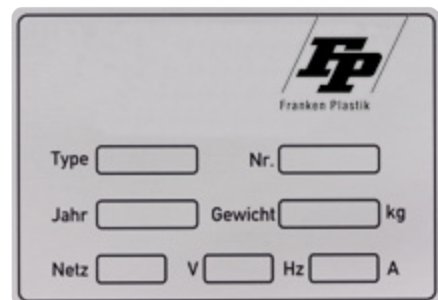 FP
Franken Plastik
Type Nr.
Jahr Gewicht kg
Netz V Hz A